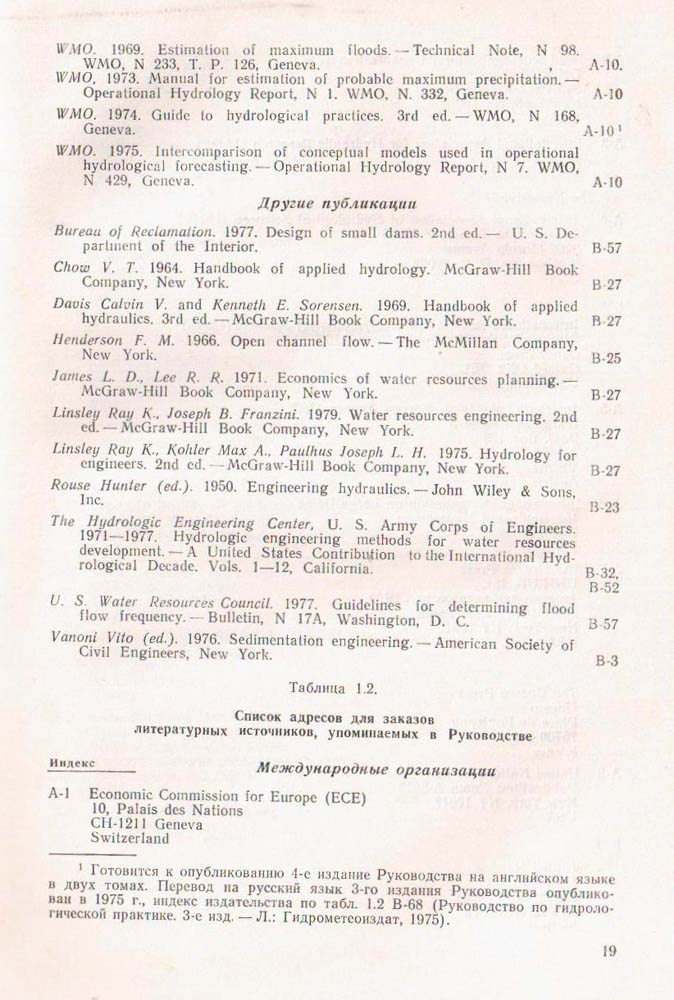 WMO. 1969. Estimation of maximum floods. — Technical Note, N 98.
WMO, N 233, T. P. 126, Geneva. , A-10.
WMO, 1973. Manual for estimation of probable maximum precipitation. —
Operational Hydrology Report, N 1. WMO, N. 332, Geneva. A-10
WMO. 1974. Guide to hydrological practices. 3rd ed. — WMO, N 168,
Geneva. A-10 ¹
WMO. 1975. Intercomparison of conceptual models used in operational
hydrological forecasting. — Operational Hydrology Report, N 7. WMO,
N 429, Geneva. A-10
Другие публикации
Bureau of Reclamation. 1977. Design of small dams. 2nd ed. — U. S. De-
partment of the Interior. B-57
Chow V. T. 1964. Handbook of applied hydrology. McGraw-Hill Book
Company, New York. B-27
Davis Calvin V. and Kenneth E. Sorensen. 1969. Handbook of applied
hydraulics. 3rd ed. — McGraw-Hill Book Company, New York. B-27
Henderson F. M. 1966. Open channel flow. — The McMillan Company,
New York. B-25
James L. D., Lee R. R. 1971. Economics of water resources planning. —
McGraw-Hill Book Company, New York. B-27
Linsley Ray K., Joseph B. Franzini. 1979. Water resources engineering. 2nd
ed. — McGraw-Hill Book Company, New York. B-27
Linsley Ray K., Kohler Max A., Paulhus Joseph L. H. 1975. Hydrology for
engineers. 2nd ed. — McGraw-Hill Book Company, New York. B-27
Rouse Hunter (ed.). 1950. Engineering hydraulics. — John Wiley & Sons,
Inc. B-23
The Hydrologic Engineering Center, U. S. Army Corps of Engineers.
1971—1977. Hydrologic engineering methods for water resources
development. — A United States Contribution to the International Hyd-
rological Decade. Vols. 1—12, California. B-32,
B-52
U. S. Water Resources Council. 1977. Guidelines for determining flood
flow frequency. — Bulletin, N 17A, Washington, D. C. B-57
Vanoni Vito (ed.). 1976. Sedimentation engineering. — American Society of
Civil Engineers, New York. B-3
Таблица 1.2.
Список адресов для заказов
литературных источников, упоминаемых в Руководстве
Индекс
Международные организации
A-1 Economic Commission for Europe (ECE)
10, Palais des Nations
CH-1211 Geneva
Switzerland
¹ Готовится к опубликованию 4-е издание Руководства на английском языке
в двух томах. Перевод на русский язык 3-го издания Руководства опублико-
ван в 1975 г., индекс издательства по табл. 1.2 В-68 (Руководство по гидроло-
гической практике. 3-е изд. — Л.: Гидрометеоиздат, 1975).
19